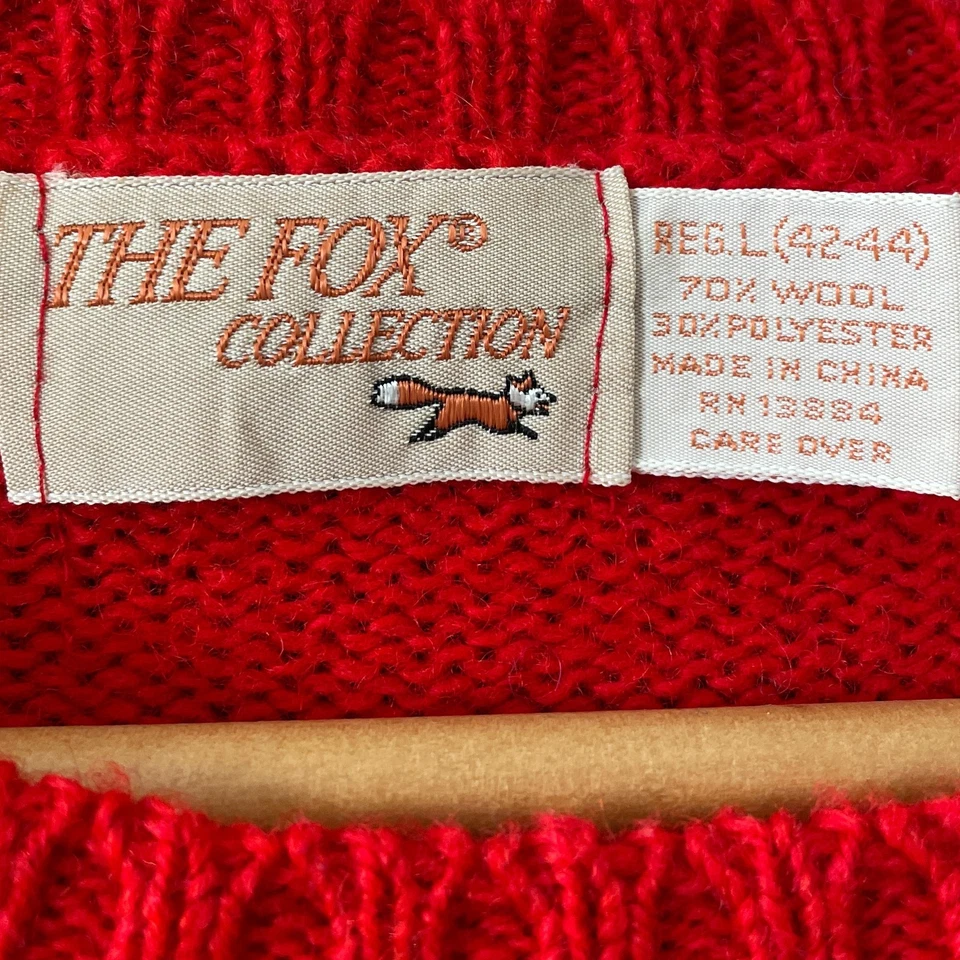 THE FOX®
COLLECTION
REG.L(42-44)
70% WOOL
30% POLYESTER
MADE IN CHINA
RN 13884
CARE OVER